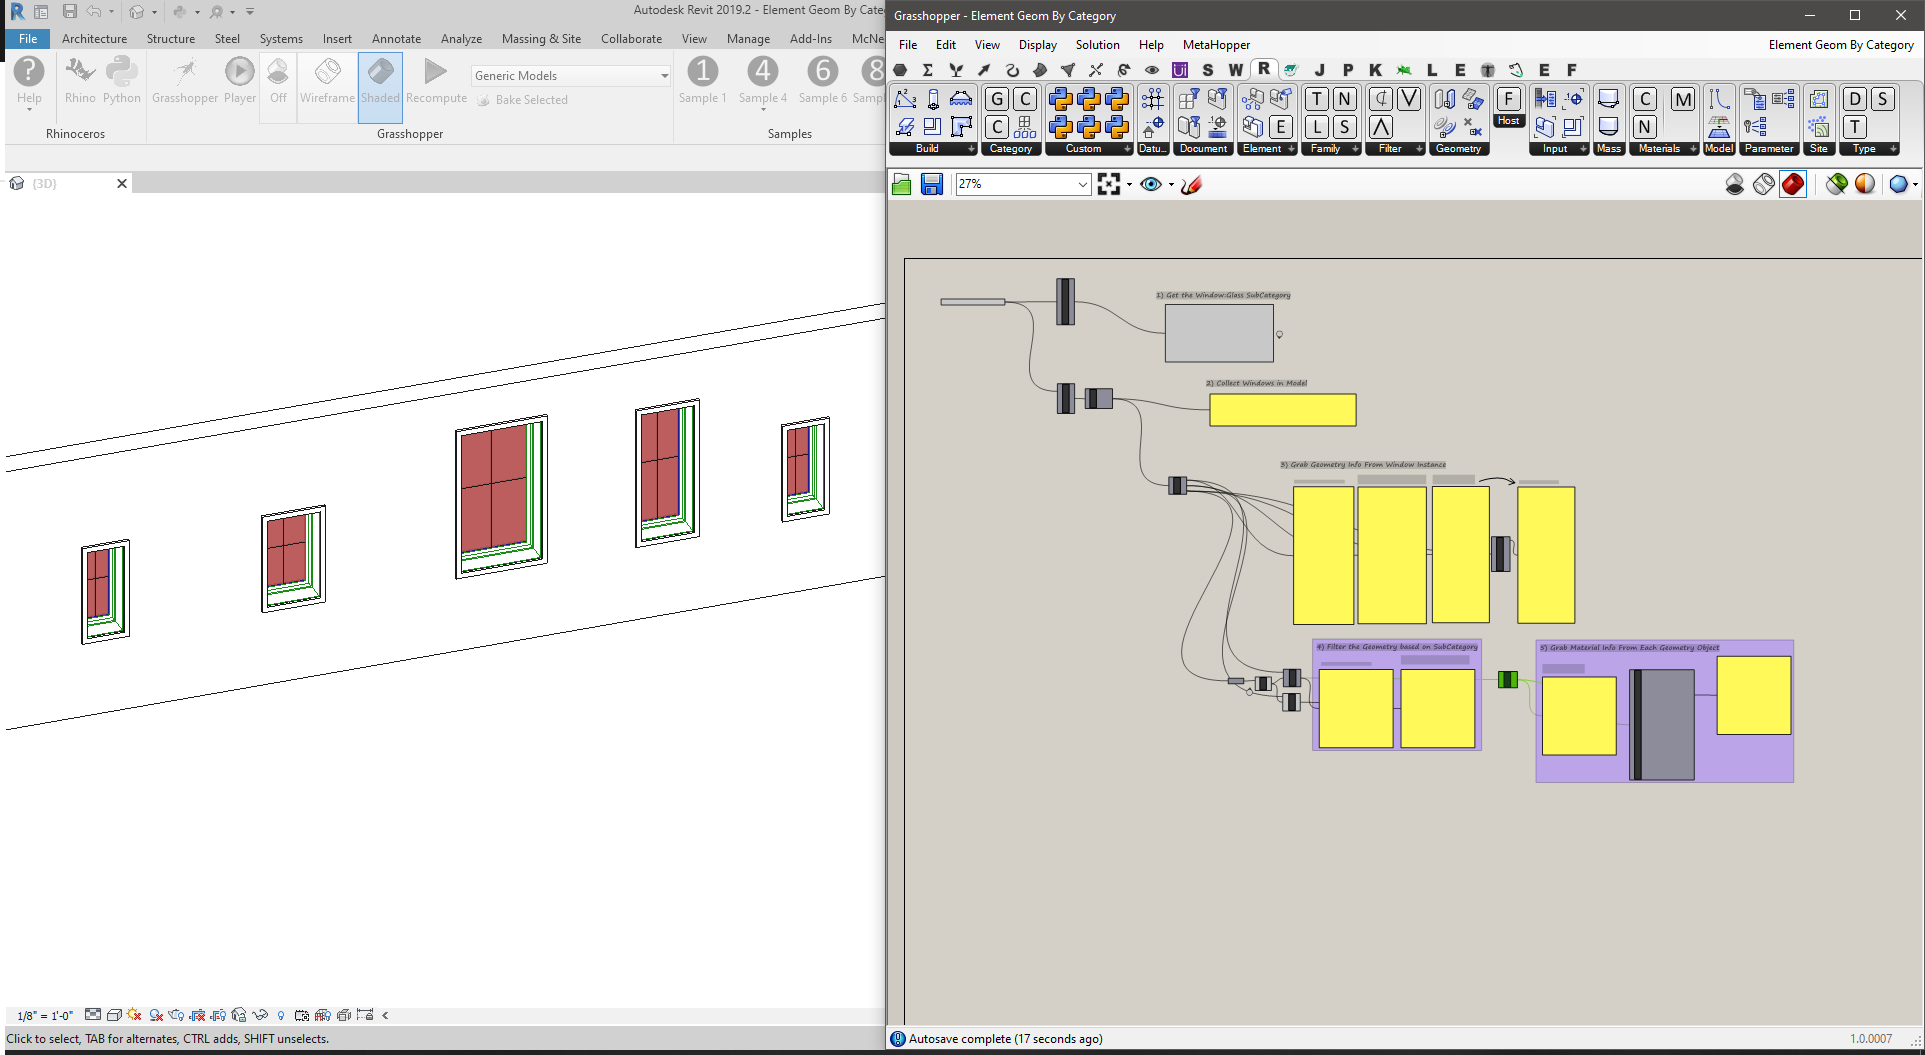 Autodesk Revit 2019.2 - Element Geom By Cate
File
Architecture
Structure
Steel
Systems
Insert
Annotate
Analyze
Massing & Site
Collaborate
View
Manage
Add-Ins
McNe
Help
Rhino
Python
Grasshopper
Player
Off
Wireframe
Shaded
Recompute
Generic Models
Bake Selected
1
4
6
8
Sample 1
Sample 4
Sample 6
Sampl
Rhinoceros
Grasshopper
Samples
{3D}
1/8" = 1'-0"
Click to select, TAB for alternates, CTRL adds, SHIFT unselects.
Grasshopper - Element Geom By Category
File
Edit
View
Display
Solution
Help
MetaHopper
Element Geom By Category
S
W
R
J
P
K
L
E
E
F
G
C
C
E
T
N
L
S
F
Host
C
M
N
D
S
T
Build
Category
Custom
Datu...
Document
Element
Family
Filter
Geometry
Input
Mass
Materials
Model
Parameter
Site
Type
27%
1) Get the Window:Glass SubCategory
2) Collect Windows in Model
3) Grab Geometry Info From Window Instance
4) Filter the Geometry based on SubCategory
5) Grab Material Info From Each Geometry Object
Autosave complete (17 seconds ago)
1.0.0007